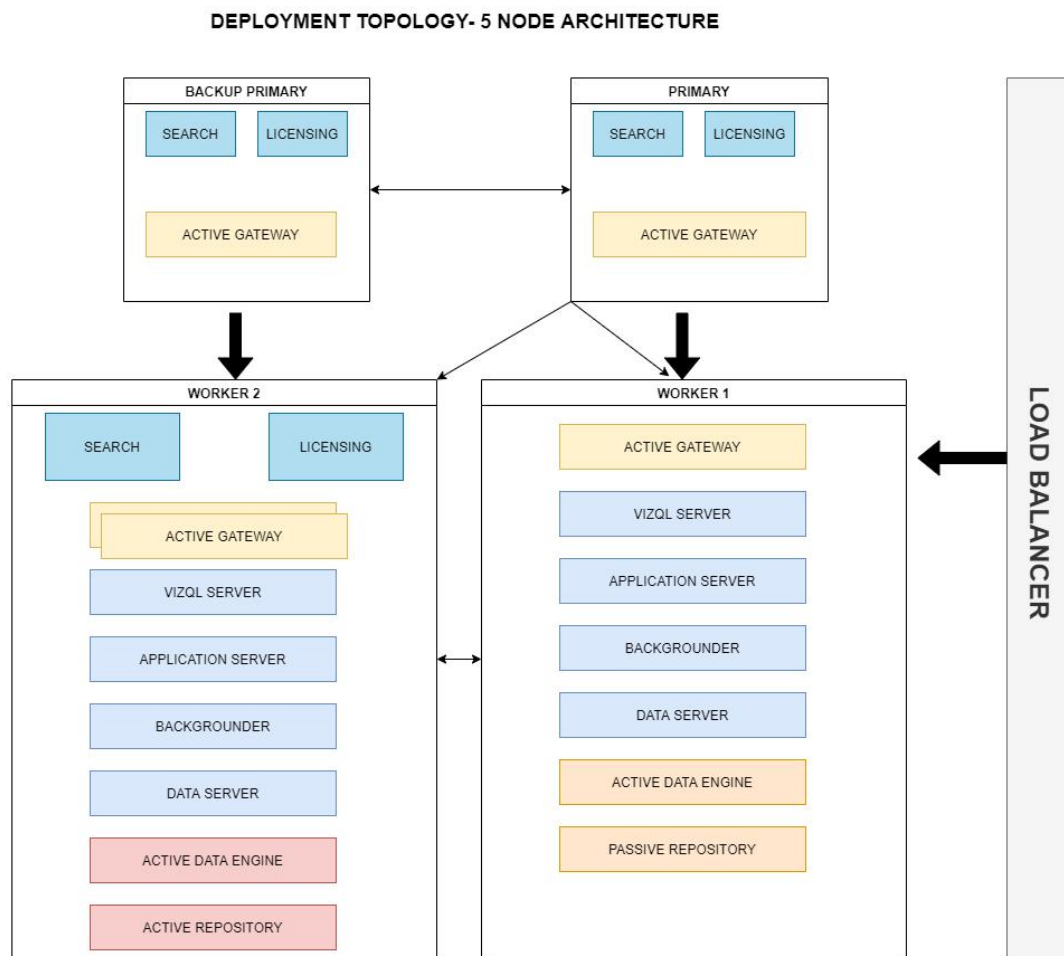 DEPLOYMENT TOPOLOGY- 5 NODE ARCHITECTURE
BACKUP PRIMARY
SEARCH
LICENSING
ACTIVE GATEWAY
PRIMARY
SEARCH
LICENSING
ACTIVE GATEWAY
WORKER 2
SEARCH
LICENSING
ACTIVE GATEWAY
VIZQL SERVER
APPLICATION SERVER
BACKGROUNDER
DATA SERVER
ACTIVE DATA ENGINE
ACTIVE REPOSITORY
WORKER 1
ACTIVE GATEWAY
VIZQL SERVER
APPLICATION SERVER
BACKGROUNDER
DATA SERVER
ACTIVE DATA ENGINE
PASSIVE REPOSITORY
LOAD BALANCER